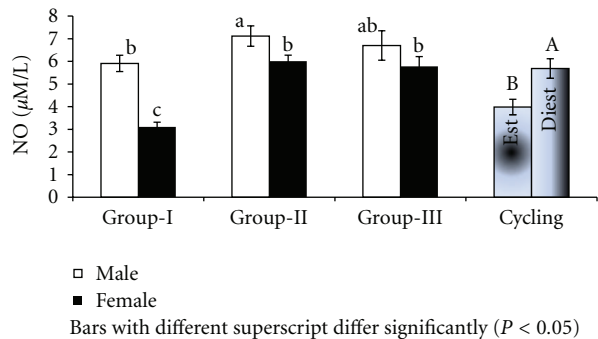 NO (μM/L)
8
7
6
5
4
3
2
1
0
b
c
a
b
ab
b
B
A
Est
Diest
Group-I
Group-II
Group-III
Cycling
Male
Female
Bars with different superscript differ significantly (P < 0.05)